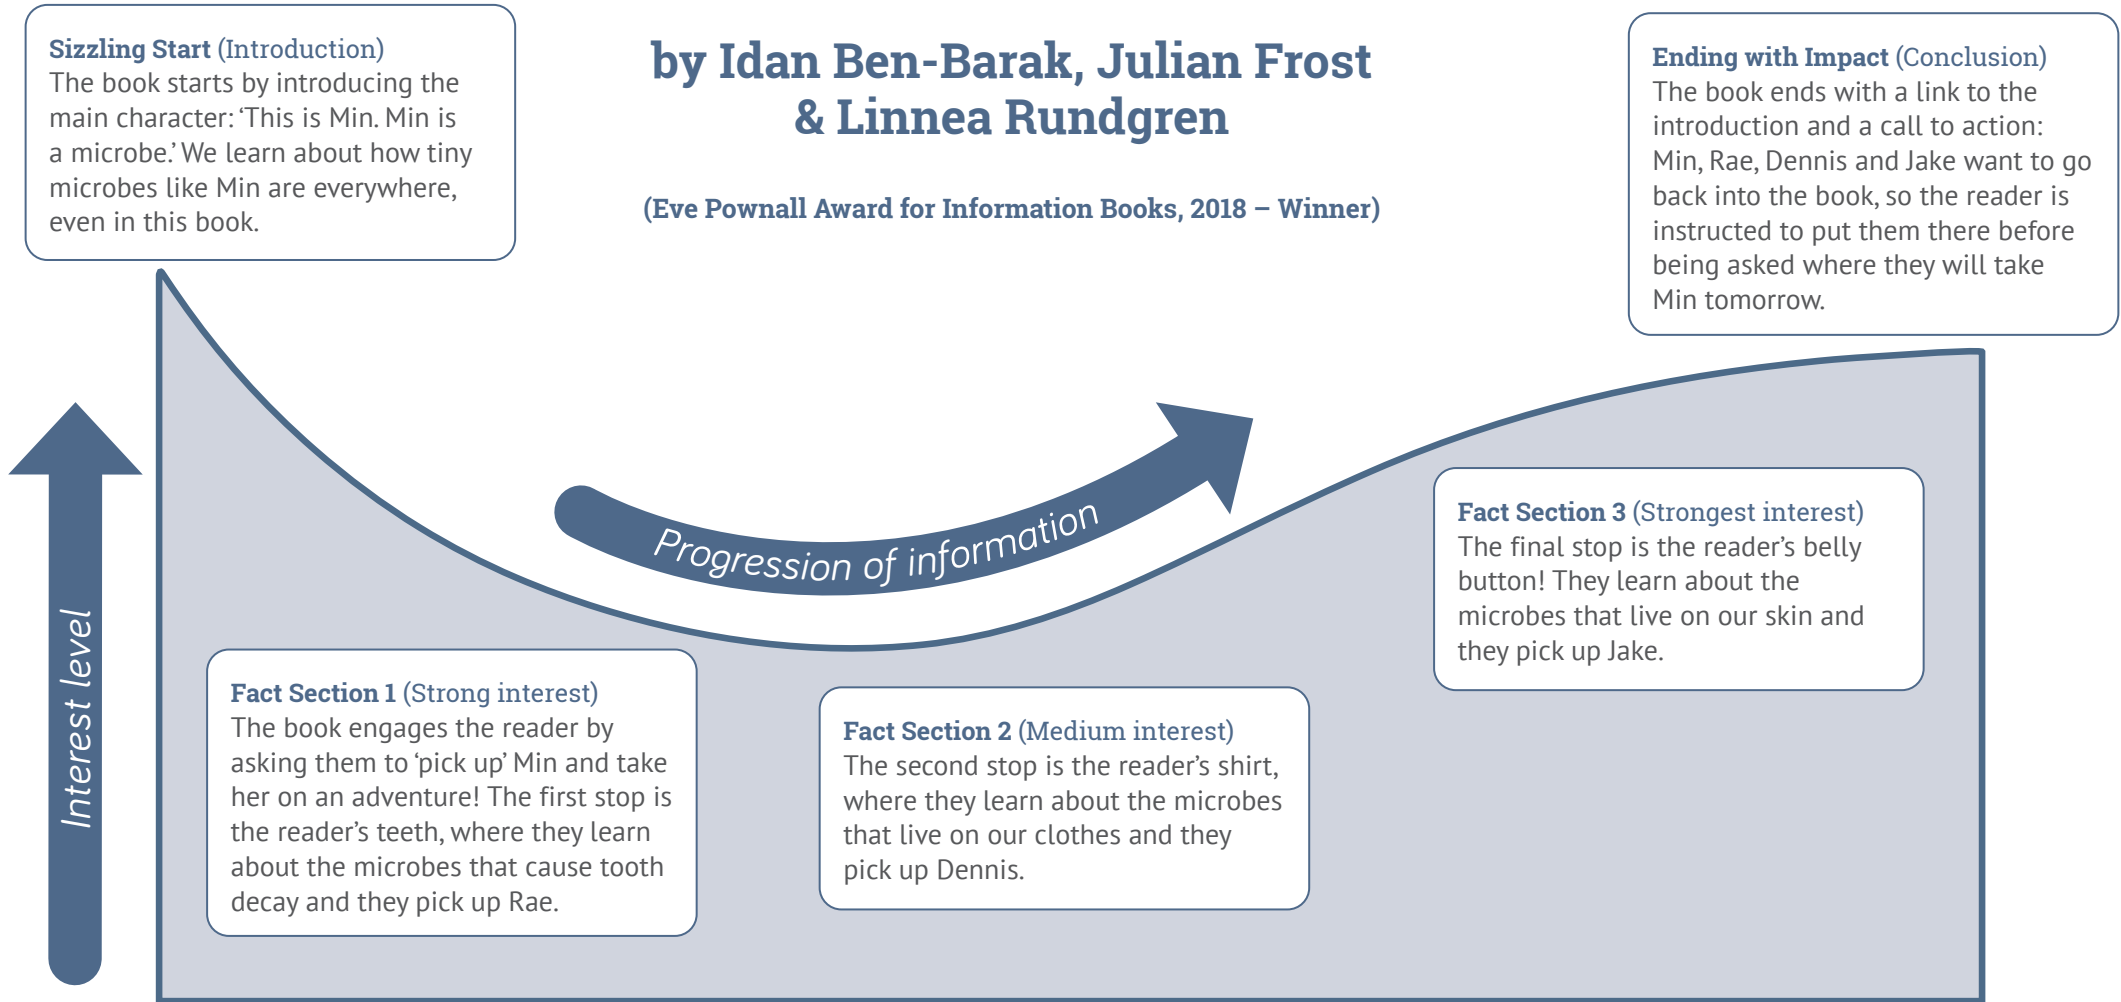 Sizzling Start (Introduction)
The book starts by introducing the
main character: ‘This is Min. Min is
a microbe.’ We learn about how tiny
microbes like Min are everywhere,
even in this book.
by Idan Ben-Barak, Julian Frost
& Linnea Rundgren
(Eve Pownall Award for Information Books, 2018 – Winner)
Ending with Impact (Conclusion)
The book ends with a link to the
introduction and a call to action:
Min, Rae, Dennis and Jake want to go
back into the book, so the reader is
instructed to put them there before
being asked where they will take
Min tomorrow.
Interest level
Progression of information
Fact Section 1 (Strong interest)
The book engages the reader by
asking them to ‘pick up’ Min and take
her on an adventure! The first stop is
the reader’s teeth, where they learn
about the microbes that cause tooth
decay and they pick up Rae.
Fact Section 2 (Medium interest)
The second stop is the reader’s shirt,
where they learn about the microbes
that live on our clothes and they
pick up Dennis.
Fact Section 3 (Strongest interest)
The final stop is the reader’s belly
button! They learn about the
microbes that live on our skin and
they pick up Jake.